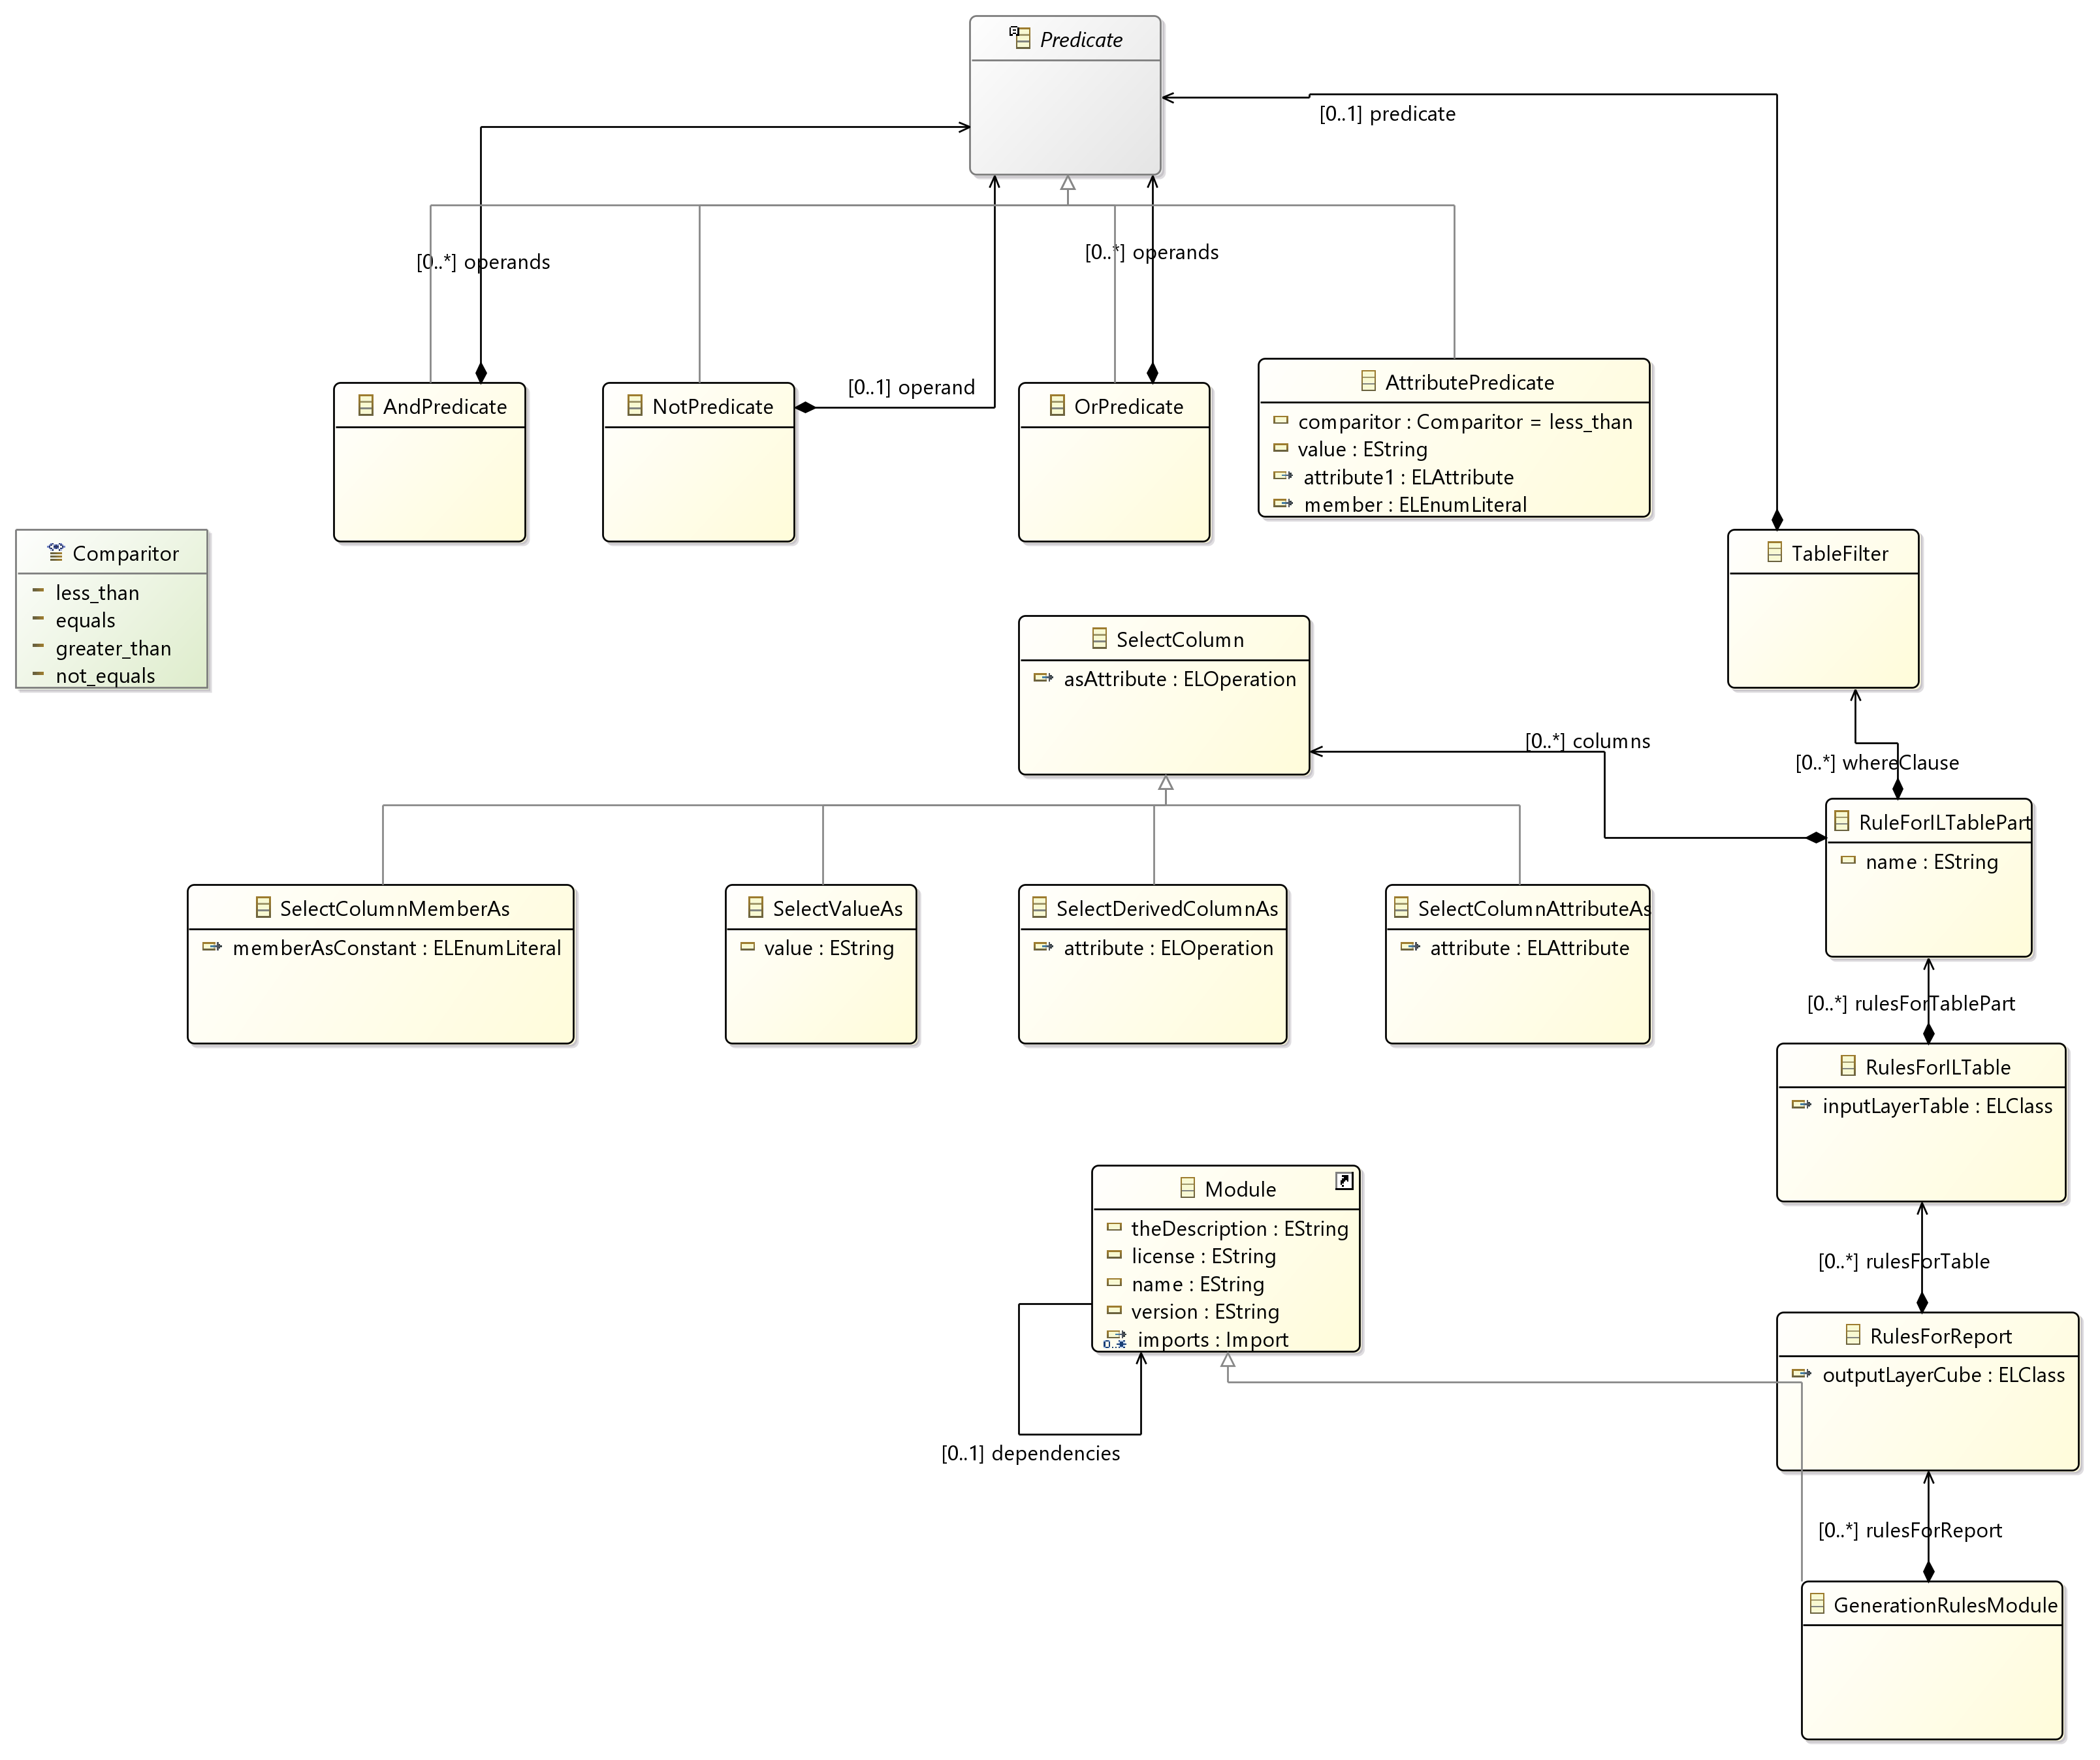 Predicate
[0..1] predicate
[0..*] operands
[0..*] operands
[0..1] operand
AndPredicate
NotPredicate
OrPredicate
AttributePredicate
comparitor : Comparitor = less_than
value : EString
attribute1 : ELAttribute
member : ELEnumLiteral
Comparitor
less_than
equals
greater_than
not_equals
TableFilter
SelectColumn
asAttribute : ELOperation
[0..*] columns
[0..*] whereClause
RuleForILTablePart
name : EString
SelectColumnMemberAs
memberAsConstant : ELEnumLiteral
SelectValueAs
value : EString
SelectDerivedColumnAs
attribute : ELOperation
SelectColumnAttributeAs
attribute : ELAttribute
[0..*] rulesForTablePart
RulesForILTable
inputLayerTable : ELClass
Module
theDescription : EString
license : EString
name : EString
version : EString
0..*
imports : Import
[0..1] dependencies
[0..*] rulesForTable
RulesForReport
outputLayerCube : ELClass
[0..*] rulesForReport
GenerationRulesModule